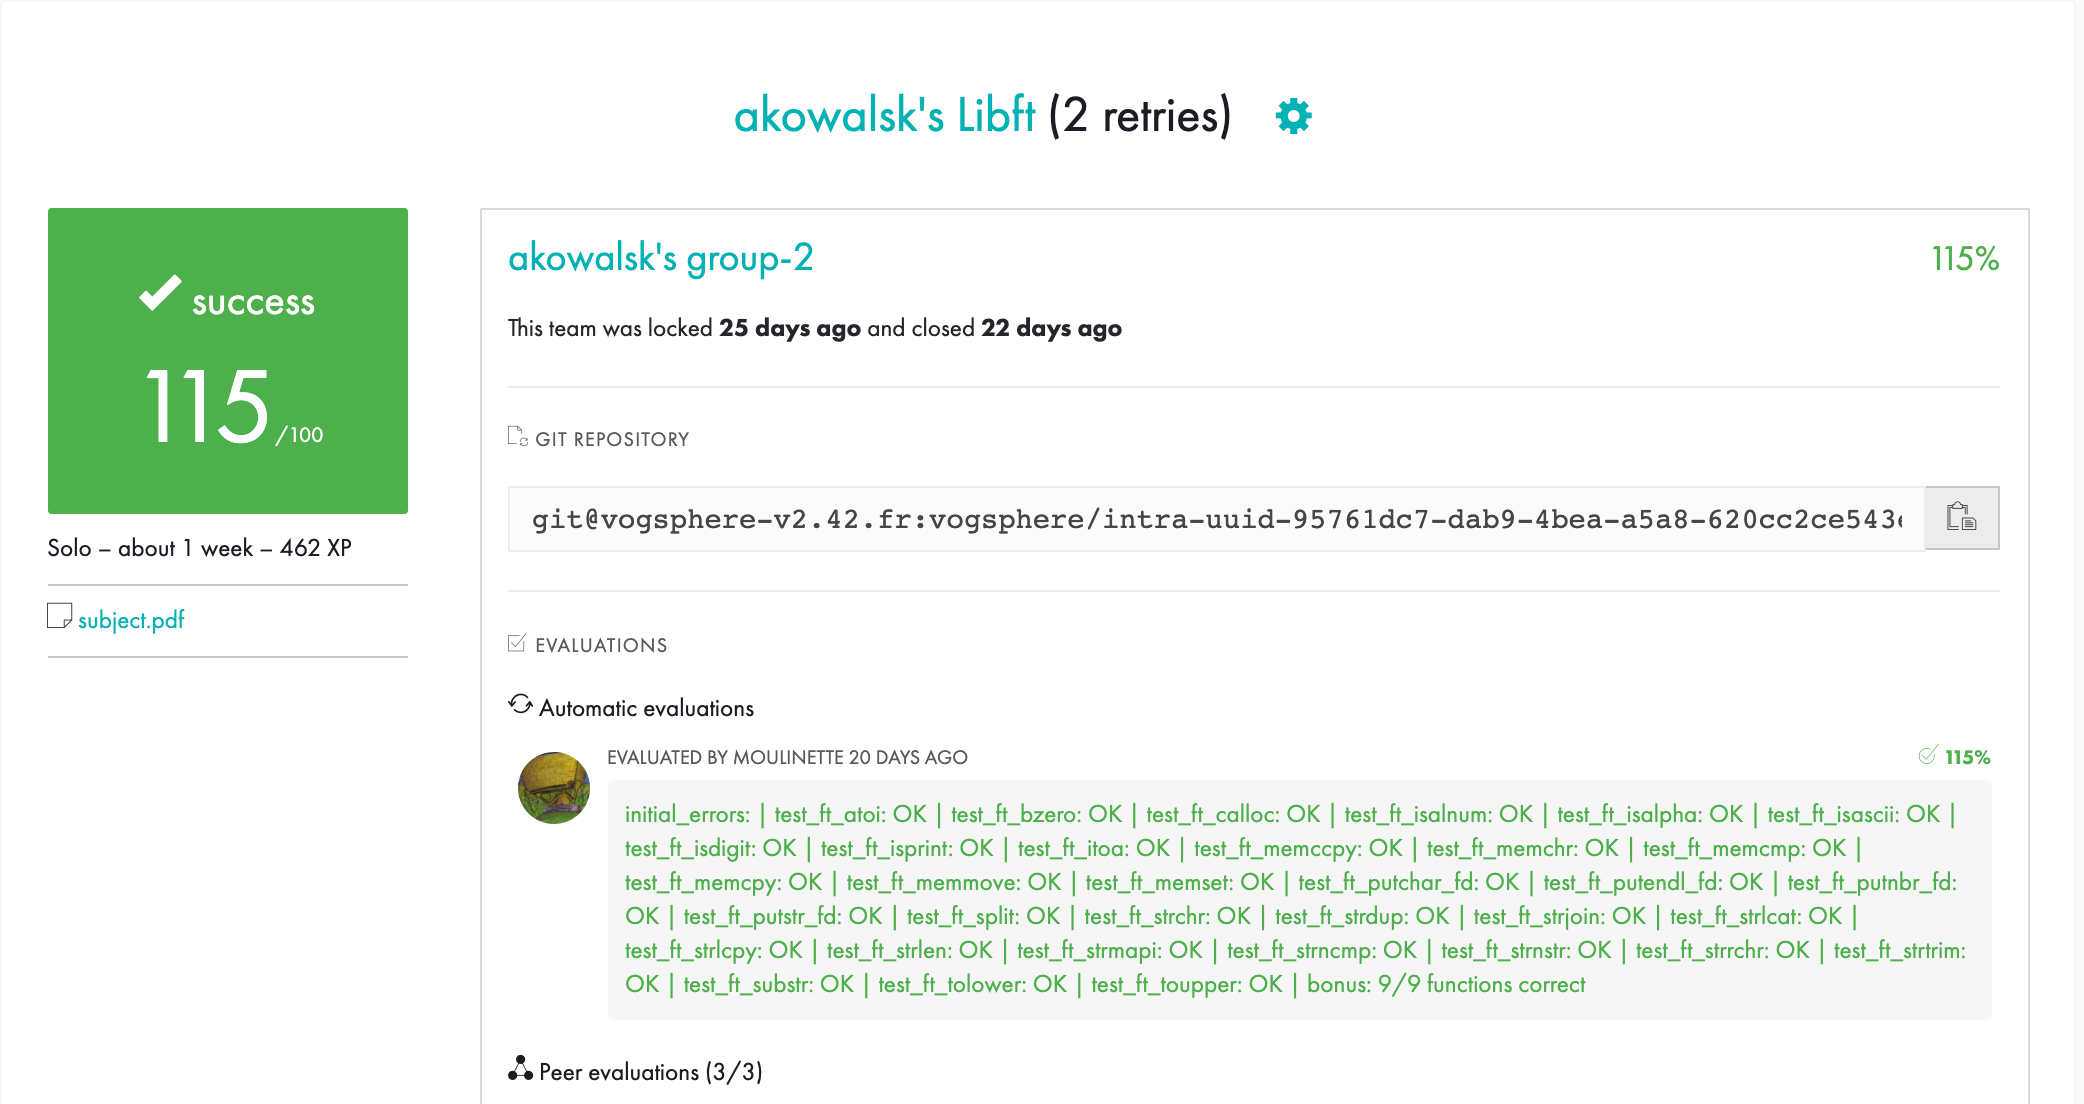 akowalsk's Libft (2 retries)
success
115 /100
Solo – about 1 week – 462 XP
subject.pdf
akowalsk's group-2
115%
This team was locked 25 days ago and closed 22 days ago
GIT REPOSITORY
git@vogsphere-v2.42.fr:vogsphere/intra-uuid-95761dc7-dab9-4bea-a5a8-620cc2ce543
EVALUATIONS
Automatic evaluations
EVALUATED BY MOULINETTE 20 DAYS AGO
115%
initial_errors: | test_ft_atoi: OK | test_ft_bzero: OK | test_ft_calloc: OK | test_ft_isalnum: OK | test_ft_isalpha: OK | test_ft_isascii: OK |
test_ft_isdigit: OK | test_ft_isprint: OK | test_ft_itoa: OK | test_ft_memccpy: OK | test_ft_memchr: OK | test_ft_memcmp: OK |
test_ft_memcpy: OK | test_ft_memmove: OK | test_ft_memset: OK | test_ft_putchar_fd: OK | test_ft_putendl_fd: OK | test_ft_putnbr_fd:
OK | test_ft_putstr_fd: OK | test_ft_split: OK | test_ft_strchr: OK | test_ft_strdup: OK | test_ft_strjoin: OK | test_ft_strlcat: OK |
test_ft_strlcpy: OK | test_ft_strlen: OK | test_ft_strmapi: OK | test_ft_strncmp: OK | test_ft_strnstr: OK | test_ft_strrchr: OK | test_ft_strtrim:
OK | test_ft_substr: OK | test_ft_tolower: OK | test_ft_toupper: OK | bonus: 9/9 functions correct
Peer evaluations (3/3)